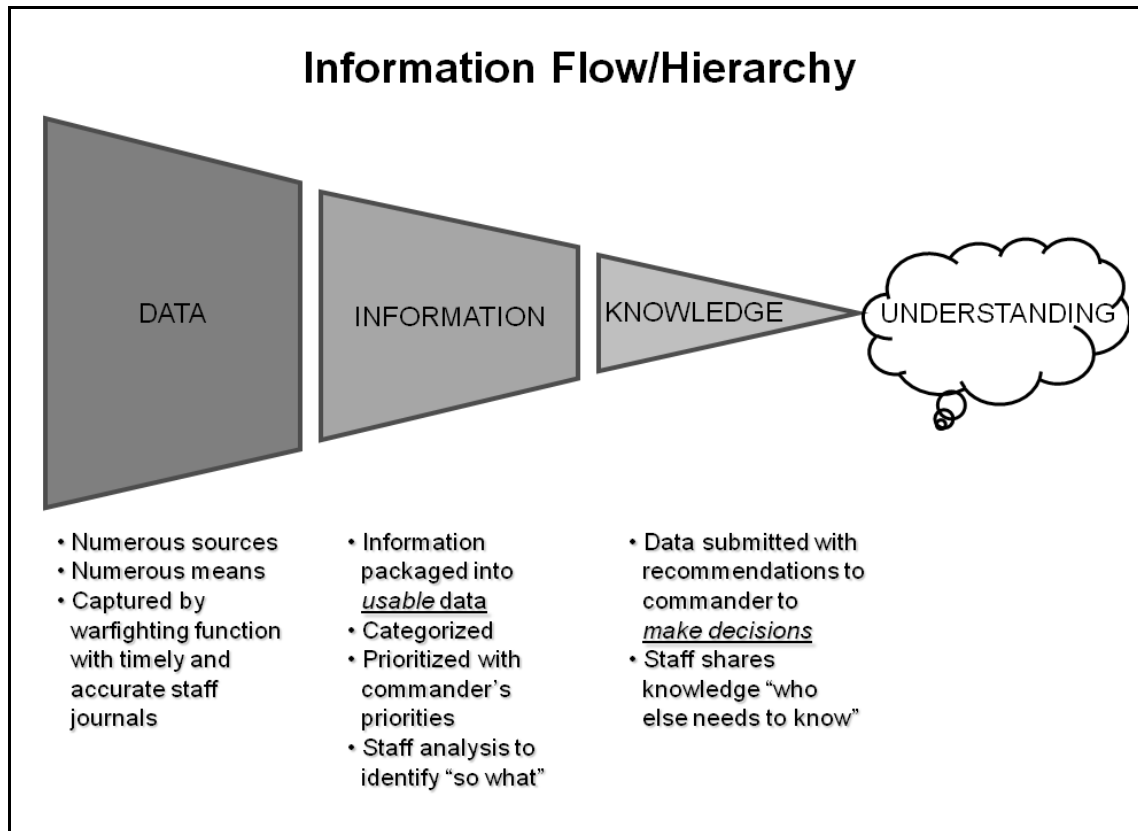 Information Flow/Hierarchy
DATA
INFORMATION
KNOWLEDGE
UNDERSTANDING
• Numerous sources
• Numerous means
• Captured by
warfighting function
with timely and
accurate staff
journals
• Information
packaged into
usable data
• Categorized
• Prioritized with
commander’s
priorities
• Staff analysis to
identify “so what”
• Data submitted with
recommendations to
commander to
make decisions
• Staff shares
knowledge “who
else needs to know”